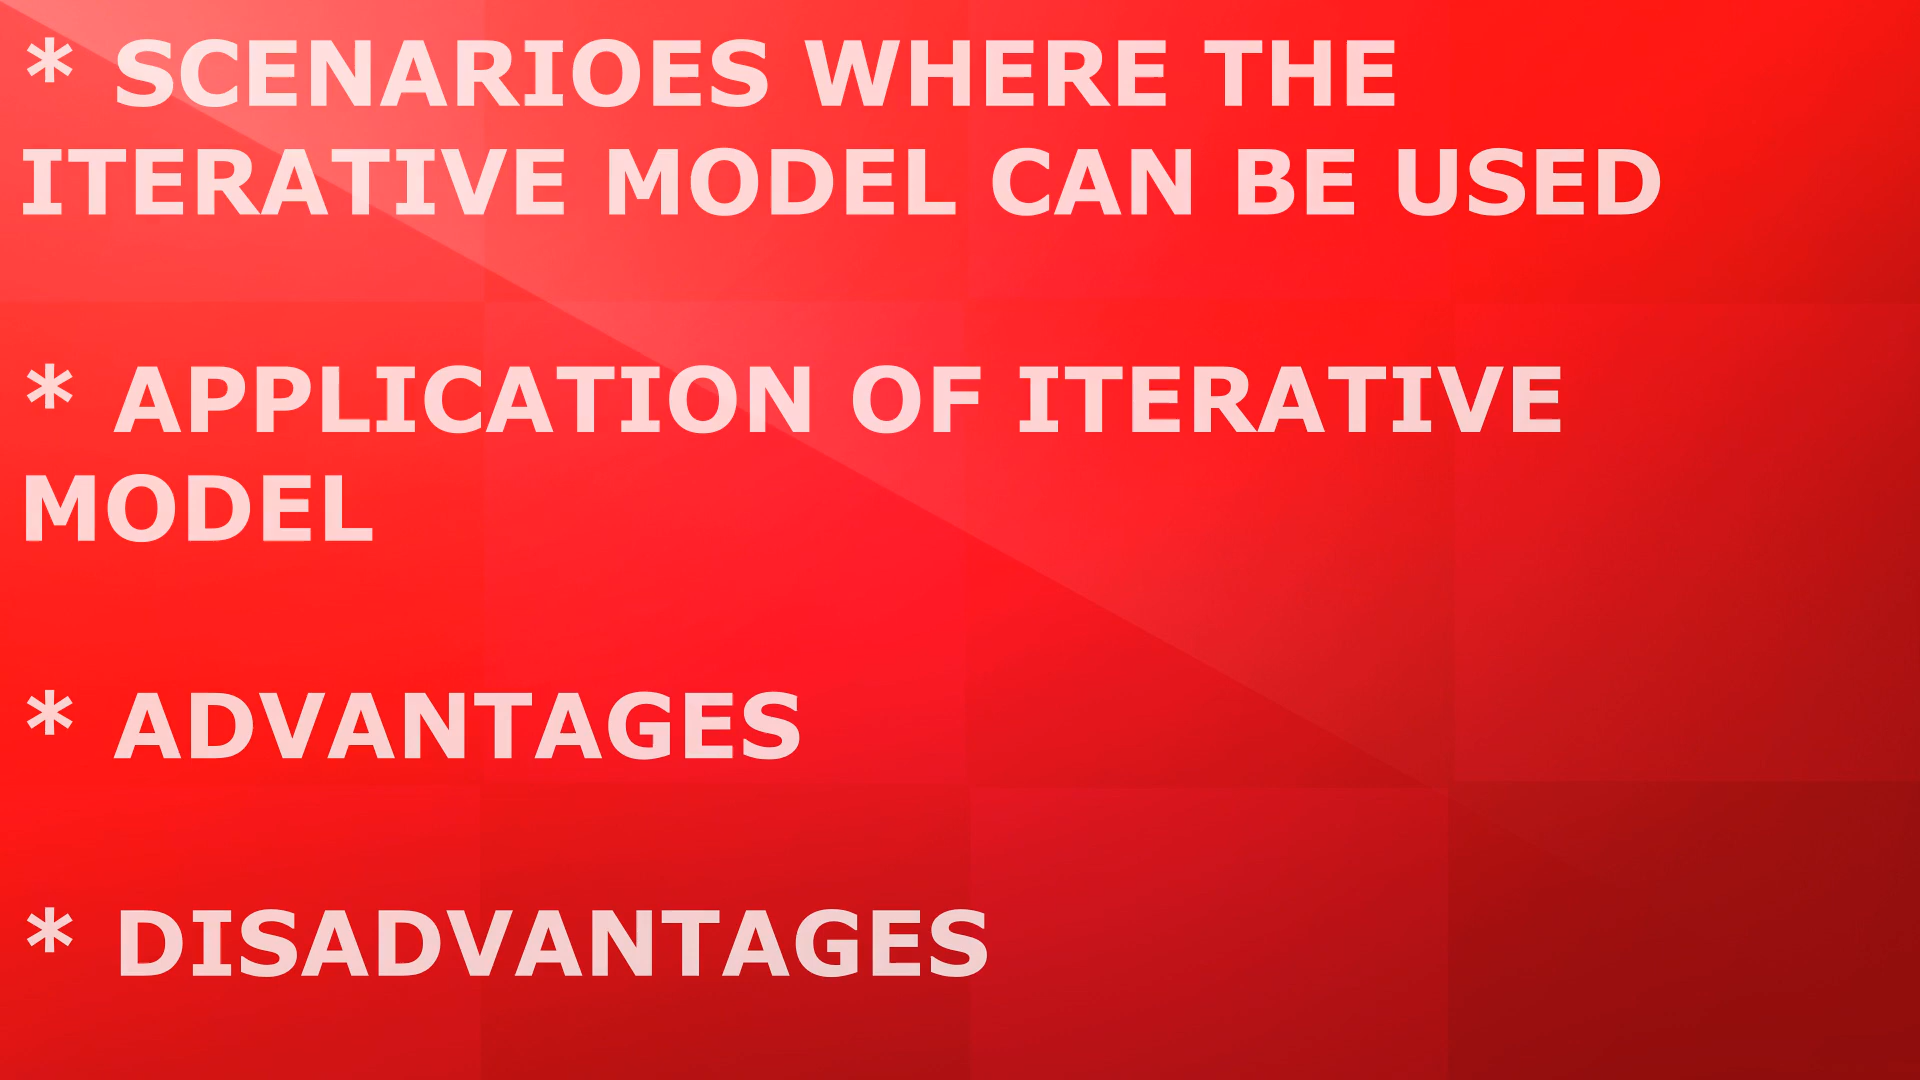 * SCENARIOES WHERE THE
ITERATIVE MODEL CAN BE USED
* APPLICATION OF ITERATIVE
MODEL
* ADVANTAGES
* DISADVANTAGES